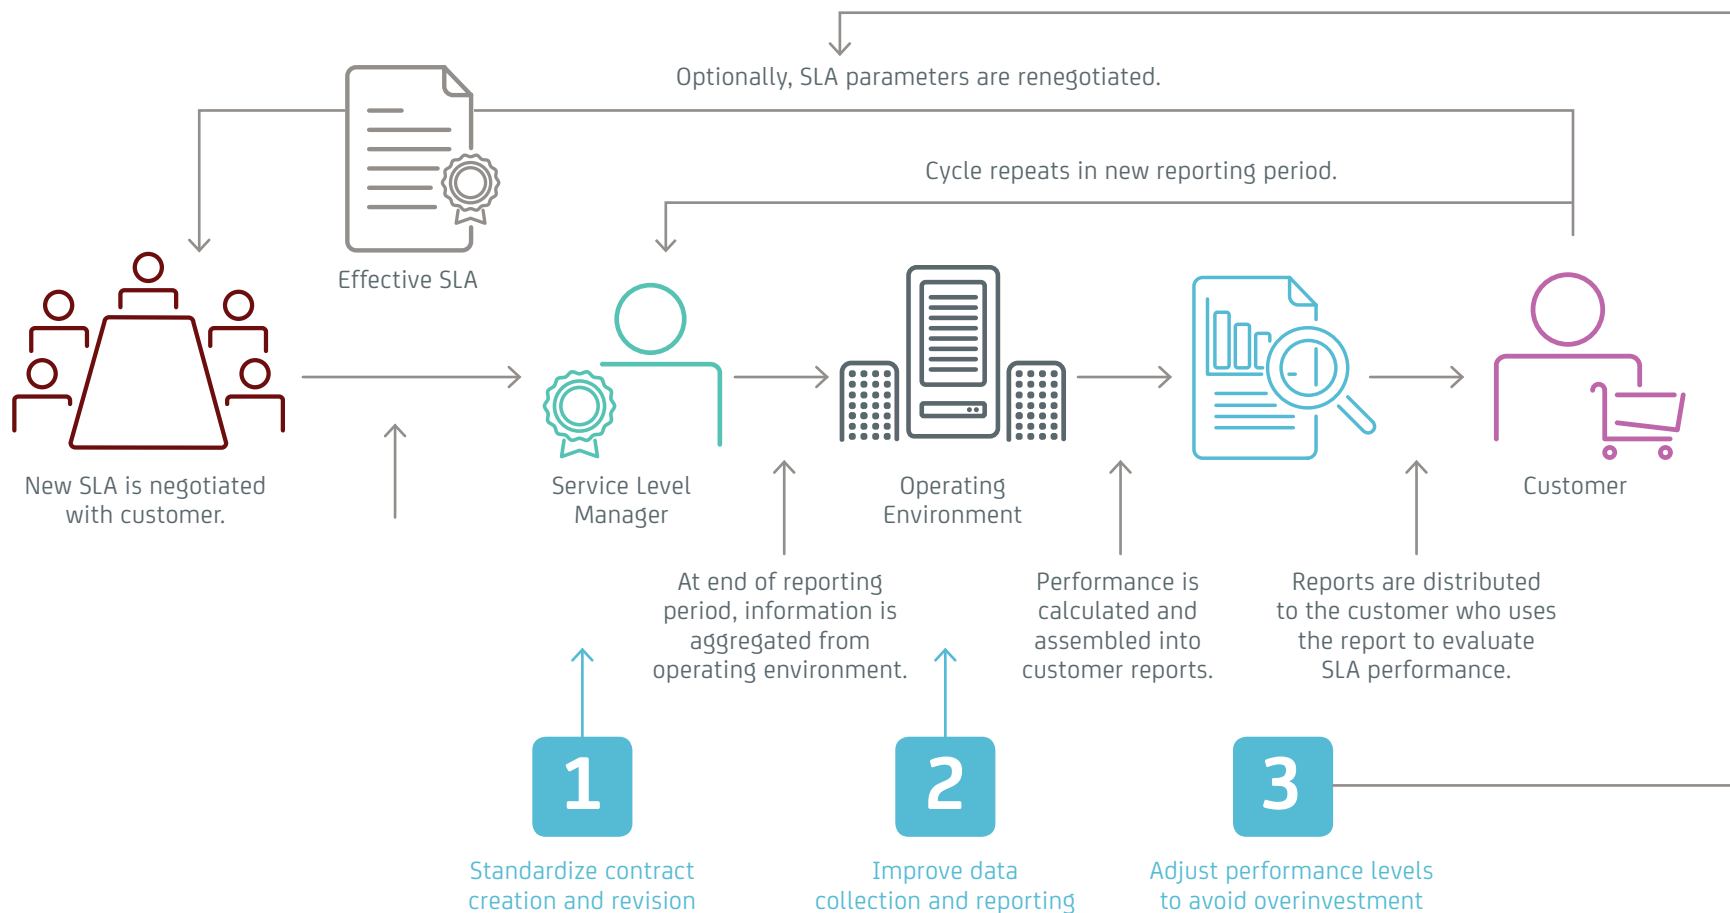 Optionally, SLA parameters are renegotiated.
Cycle repeats in new reporting period.
Effective SLA
New SLA is negotiated
with customer.
Service Level
Manager
Operating
Environment
Customer
At end of reporting
period, information is
aggregated from
operating environment.
Performance is
calculated and
assembled into
customer reports.
Reports are distributed
to the customer who uses
the report to evaluate
SLA performance.
1
2
3
Standardize contract
creation and revision
Improve data
collection and reporting
Adjust performance levels
to avoid overinvestment